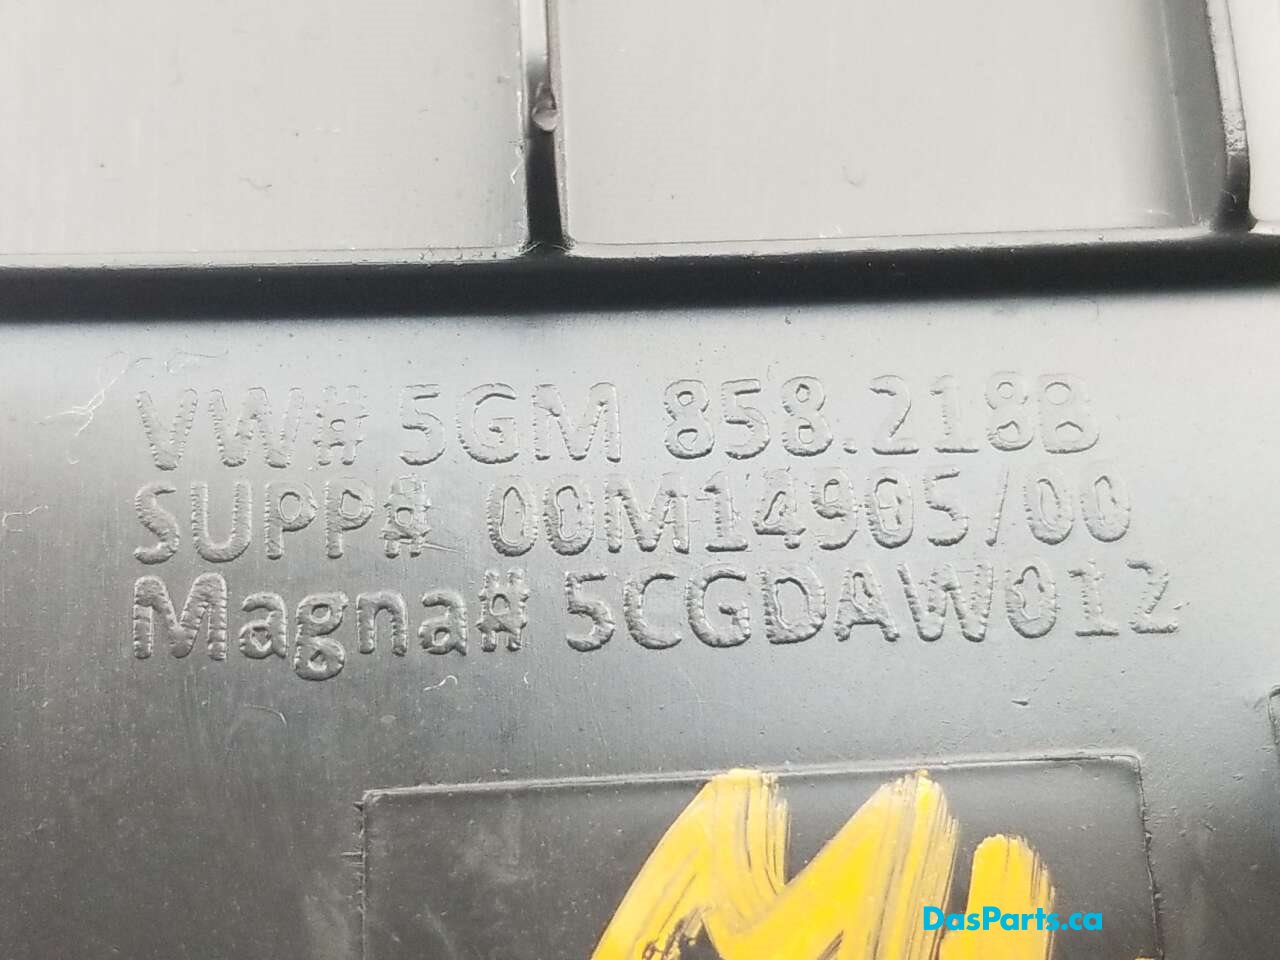 VW# 5GM 858.218B
SUPP# 00M14905/00
Magna# 5CGDAW012
DasParts.ca